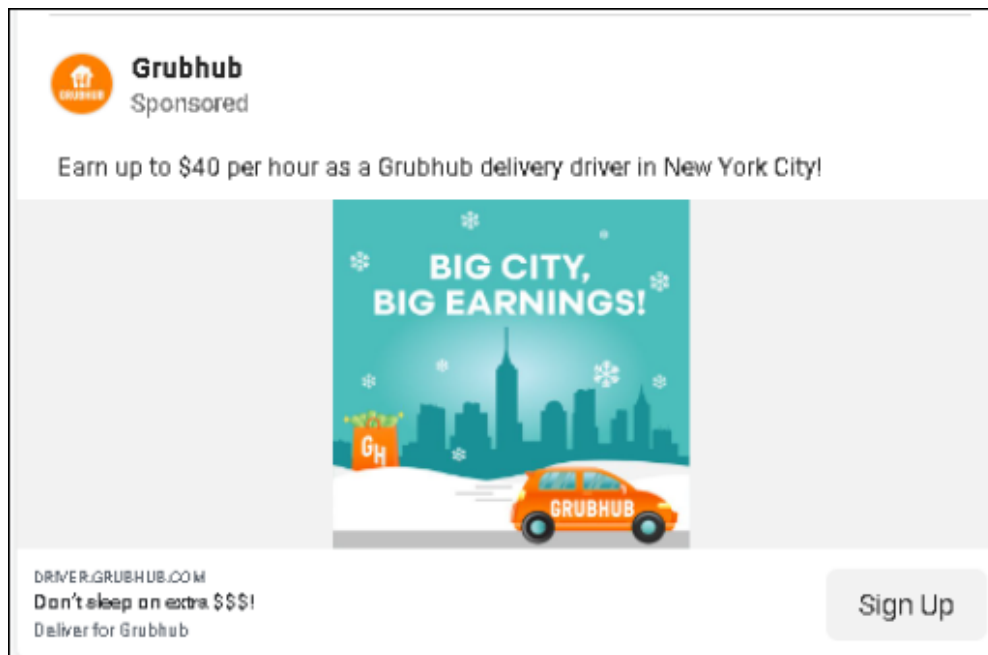 Grubhub
Sponsored
GRUBHUB
Earn up to $40 per hour as a Grubhub delivery driver in New York City!
BIG CITY,
BIG EARNINGS!
GH
GRUBHUB
DRIVER.GRUBHUB.COM
Don't sleep on extra $$$!
Deliver for Grubhub
Sign Up